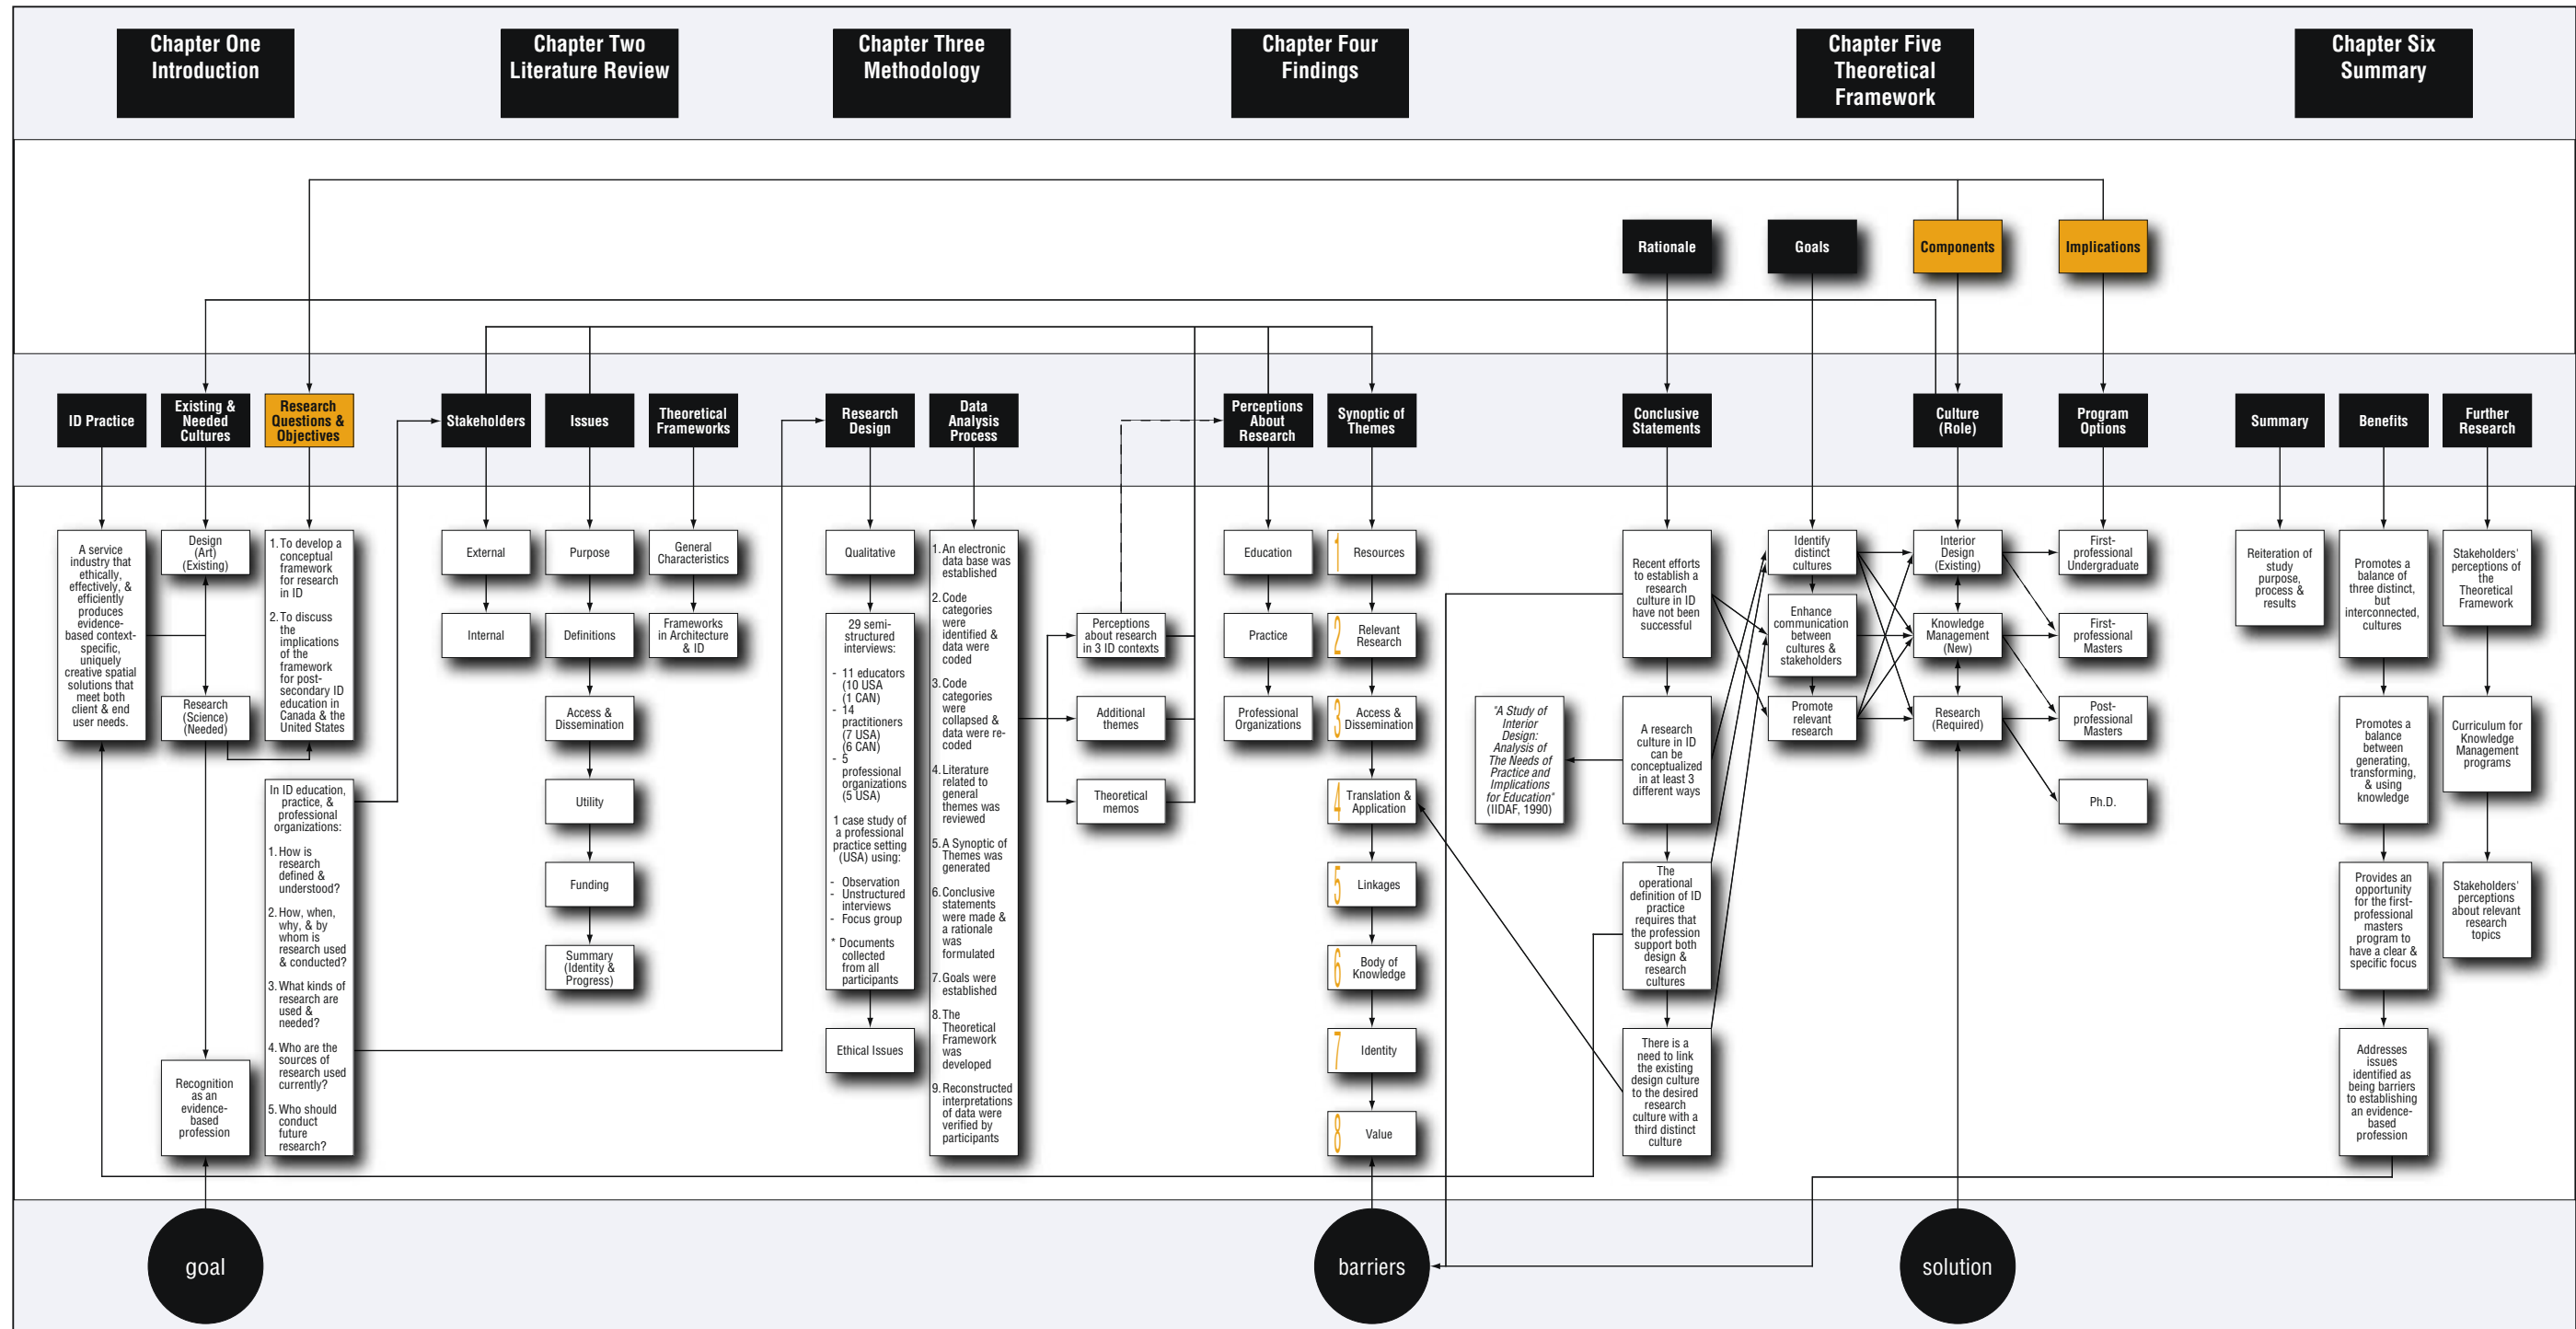 Chapter One
Introduction
Chapter Two
Literature Review
Chapter Three
Methodology
Chapter Four
Findings
Chapter Five
Theoretical
Framework
Chapter Six
Summary
Rationale
Goals
Components
Implications
ID Practice
Existing &
Needed
Cultures
Research
Questions &
Objectives
Stakeholders
Issues
Theoretical
Frameworks
Research
Design
Data
Analysis
Process
Perceptions
About
Research
Synoptic of
Themes
Conclusive
Statements
Culture
(Role)
Program
Options
Summary
Benefits
Further
Research
A service
industry that
ethically,
effectively, &
efficiently
produces
evidence-
based context-
specific,
uniquely
creative spatial
solutions that
meet both
client & end
user needs.
Design
(Art)
(Existing)
Research
(Science)
(Needed)
Recognition
as an
evidence-
based
profession
1. To develop a
conceptual
framework
for research
in ID
2. To discuss
the
implications
of the
framework
for post-
secondary ID
education in
Canada & the
United States
In ID education,
practice, &
professional
organizations:
1. How is
research
defined &
understood?
2. How, when,
why, & by
whom is
research used
& conducted?
3. What kinds of
research are
used &
needed?
4. Who are the
sources of
research used
currently?
5. Who should
conduct
future
research?
External
Internal
Purpose
Definitions
Access &
Dissemination
Utility
Funding
Summary
(Identity &
Progress)
General
Characteristics
Frameworks
in Architecture
& ID
Qualitative
29 semi-
structured
interviews:
- 11 educators
(10 USA
(1 CAN)
- 14
practitioners
(7 USA)
(6 CAN)
- 5
professional
organizations
(5 USA)
1 case study of
a professional
practice setting
(USA) using:
- Observation
- Unstructured
interviews
- Focus group
* Documents
collected
from all
participants
Ethical Issues
1. An electronic
data base was
established
2. Code
categories
were
identified &
data were
coded
3. Code
categories
were
collapsed &
data were re-
coded
4. Literature
related to
general
themes was
reviewed
5. A Synoptic of
Themes was
generated
6. Conclusive
statements
were made &
a rationale
was
formulated
7. Goals were
established
8. The
Theoretical
Framework
was
developed
9. Reconstructed
interpretations
of data were
verified by
participants
Perceptions
about research
in 3 ID contexts
Additional
themes
Theoretical
memos
Education
Practice
Professional
Organizations
1 Resources
2 Relevant
Research
3 Access &
Dissemination
4 Translation &
Application
5 Linkages
6 Body of
Knowledge
7 Identity
8 Value
"A Study of
Interior
Design:
Analysis of
The Needs of
Practice and
Implications
for Education"
(IIDAF, 1990)
Recent efforts
to establish a
research
culture in ID
have not been
successful
A research
culture in ID
can be
conceptualized
in at least 3
different ways
The
operational
definition of ID
practice
requires that
the profession
support both
design &
research
cultures
There is a
need to link
the existing
design culture
to the desired
research
culture with a
third distinct
culture
Identify
distinct
cultures
Enhance
communication
between
cultures &
stakeholders
Promote
relevant
research
Interior
Design
(Existing)
Knowledge
Management
(New)
Research
(Required)
First-
professional
Undergraduate
First-
professional
Masters
Post-
professional
Masters
Ph.D.
Reiteration of
study
purpose,
process &
results
Promotes a
balance of
three distinct,
but
interconnected,
cultures
Promotes a
balance
between
generating,
transforming,
& using
knowledge
Provides an
opportunity
for the first-
professional
masters
program to
have a clear &
specific focus
Addresses
issues
identified as
being barriers
to establishing
an evidence-
based
profession
Stakeholders'
perceptions of
the
Theoretical
Framework
Curriculum for
Knowledge
Management
programs
Stakeholders'
perceptions
about relevant
research
topics
goal
barriers
solution